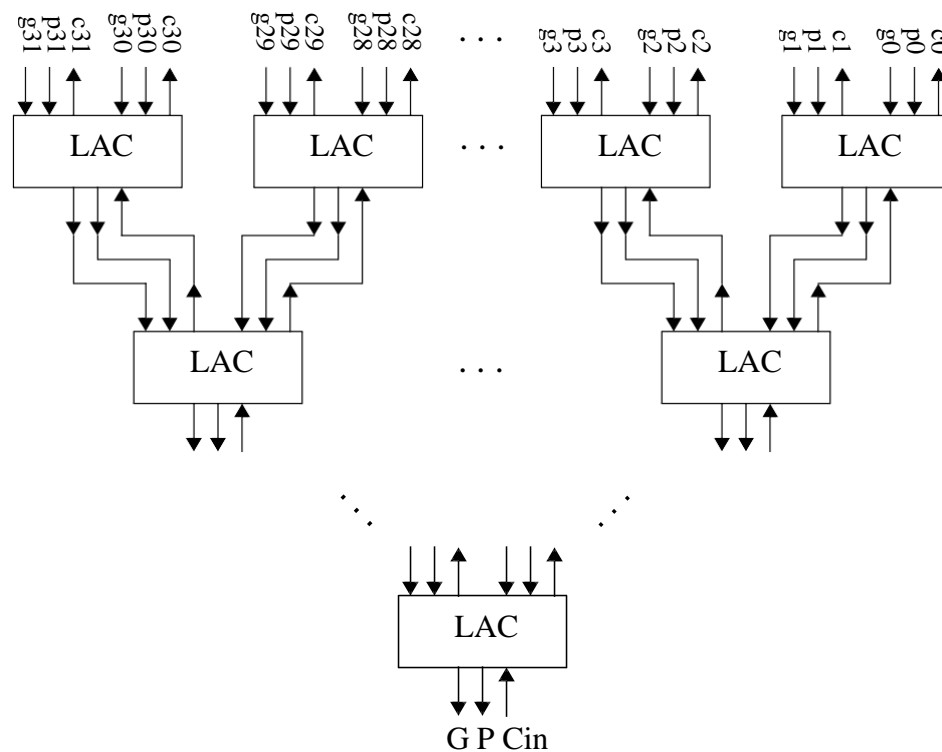 g31 p31 c31 g30 p30 c30 g29 p29 c29 g28 p28 c28 . . . g3 p3 c3 g2 p2 c2 g1 p1 c1 g0 p0 c0
LAC LAC . . . LAC LAC
LAC . . . LAC
LAC
G P Cin